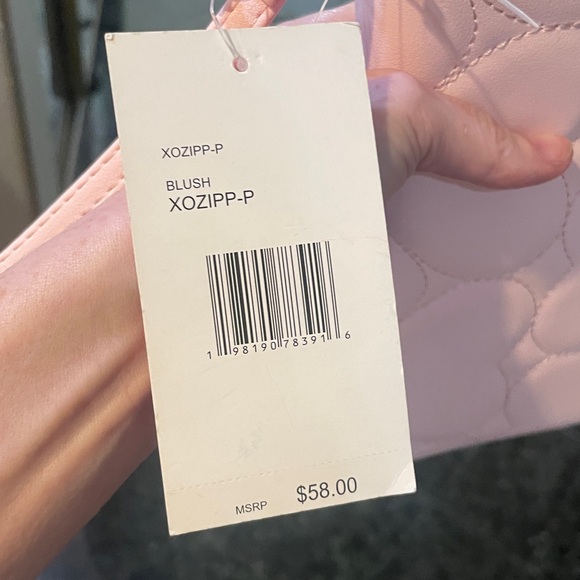 XOZIPP-P
BLUSH
XOZIPP-P
1 98190 78391 6
MSRP $58.00